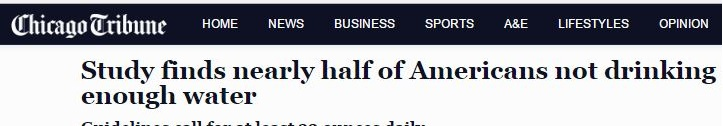 Chicago Tribune HOME NEWS BUSINESS SPORTS A&E LIFESTYLES OPINION
Study finds nearly half of Americans not drinking
enough water